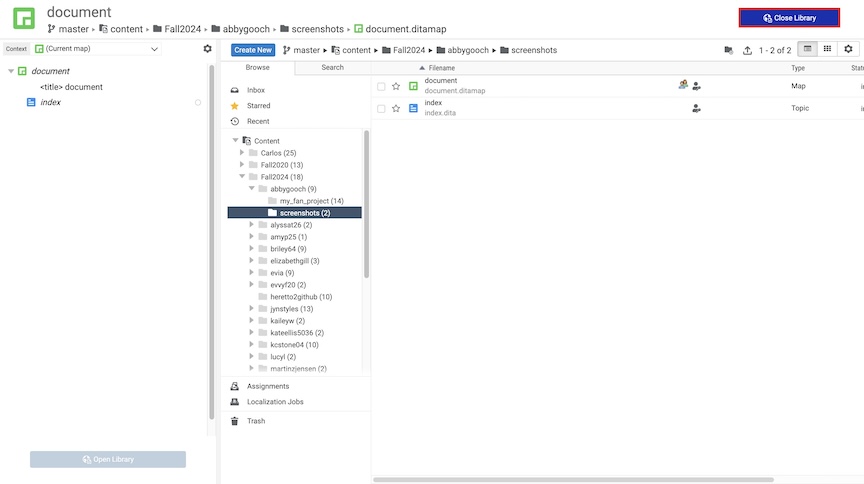 document
master ▸ content ▸ Fall2024 ▸ abbygooch ▸ screenshots ▸ document.ditamap
Close Library
Context (Current map)
Create New master ▸ content ▸ Fall2024 ▸ abbygooch ▸ screenshots
1 - 2 of 2
document
<title> document
index
Open Library
Browse Search
Inbox
Starred
Recent
Content
Carlos (25)
Fall2020 (13)
Fall2024 (18)
abbygooch (9)
my_fan_project (14)
screenshots (2)
alyssat26 (2)
amyp25 (1)
briley64 (9)
elizabethgill (3)
evia (9)
evvyf20 (2)
heretto2github (10)
jynstyles (13)
kaileyw (2)
kateellis5036 (2)
kcstone04 (10)
lucyl (2)
martinzjensen (2)
Assignments
Localization Jobs
Trash
Filename Type Stat
document Map
document.ditamap
index Topic
index.dita